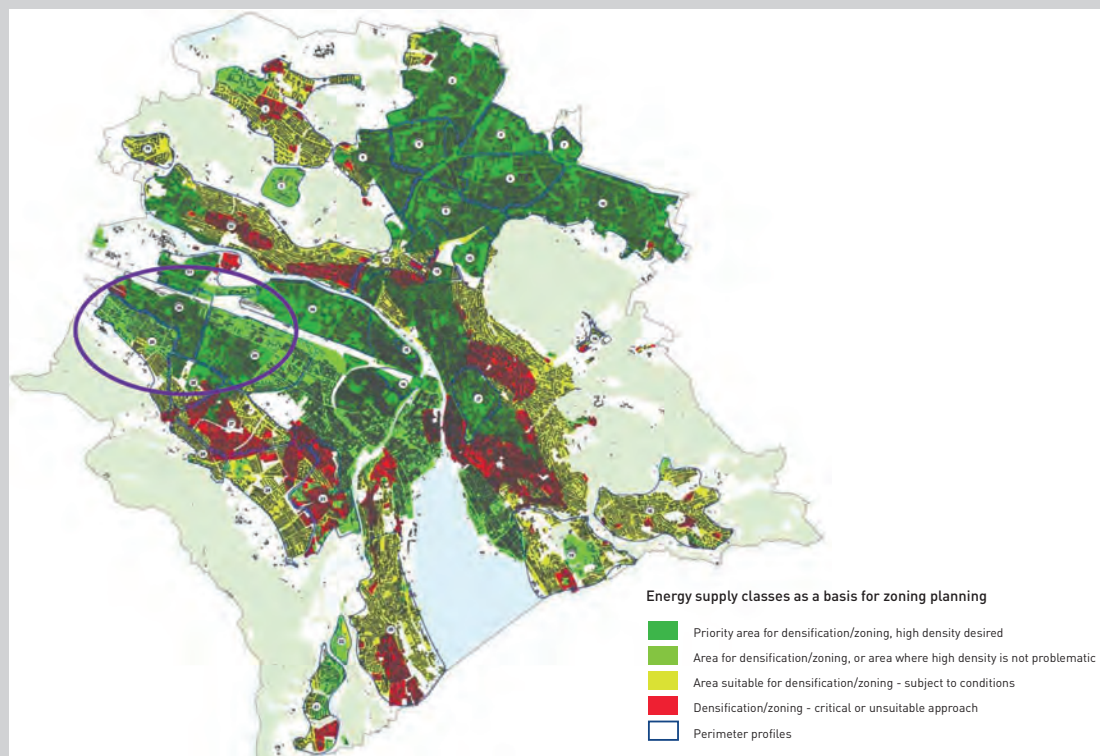 Energy supply classes as a basis for zoning planning
Priority area for densification/zoning, high density desired
Area for densification/zoning, or area where high density is not problematic
Area suitable for densification/zoning - subject to conditions
Densification/zoning - critical or unsuitable approach
Perimeter profiles